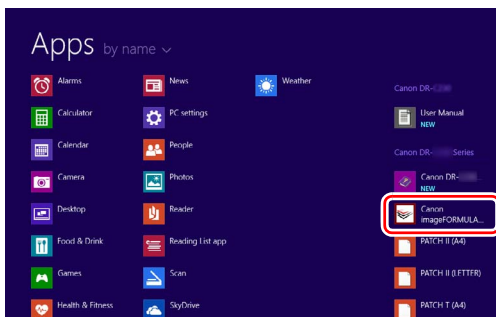 Apps by name
Alarms
Calculator
Calendar
Camera
Desktop
Food & Drink
Games
Health & Fitness
News
PC settings
People
Photos
Reader
Reading List app
Scan
SkyDrive
Weather
Canon DR-
User Manual
NEW
Canon DR- Series
Canon DR-
NEW
Canon
imageFORMULA...
PATCH II (A4)
PATCH II (LETTER)
PATCH T (A4)